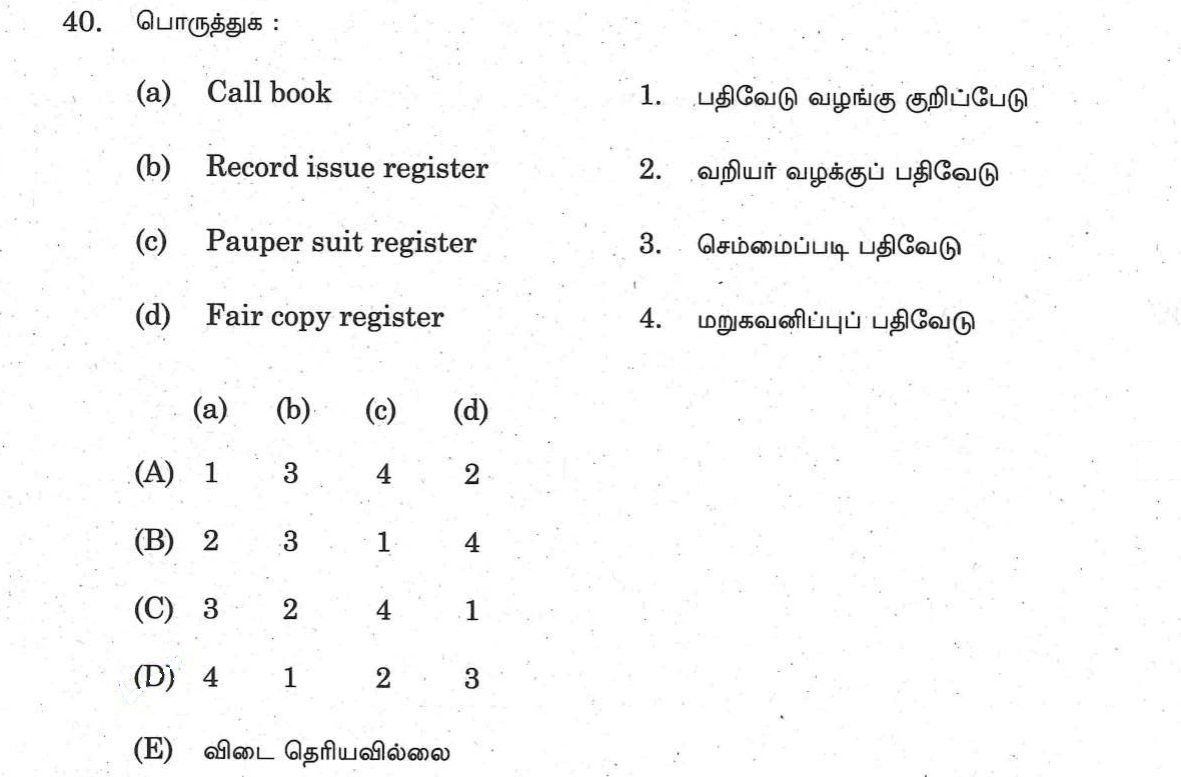 40. பொருத்துக :
(a) Call book 1. பதிவேடு வழங்கு குறிப்பேடு
(b) Record issue register 2. வறியர் வழக்குப் பதிவேடு
(c) Pauper suit register 3. செம்மைப்படி பதிவேடு
(d) Fair copy register 4. மறுகவனிப்புப் பதிவேடு
(a) (b) (c) (d)
(A) 1 3 4 2
(B) 2 3 1 4
(C) 3 2 4 1
(D) 4 1 2 3
(E) விடை தெரியவில்லை